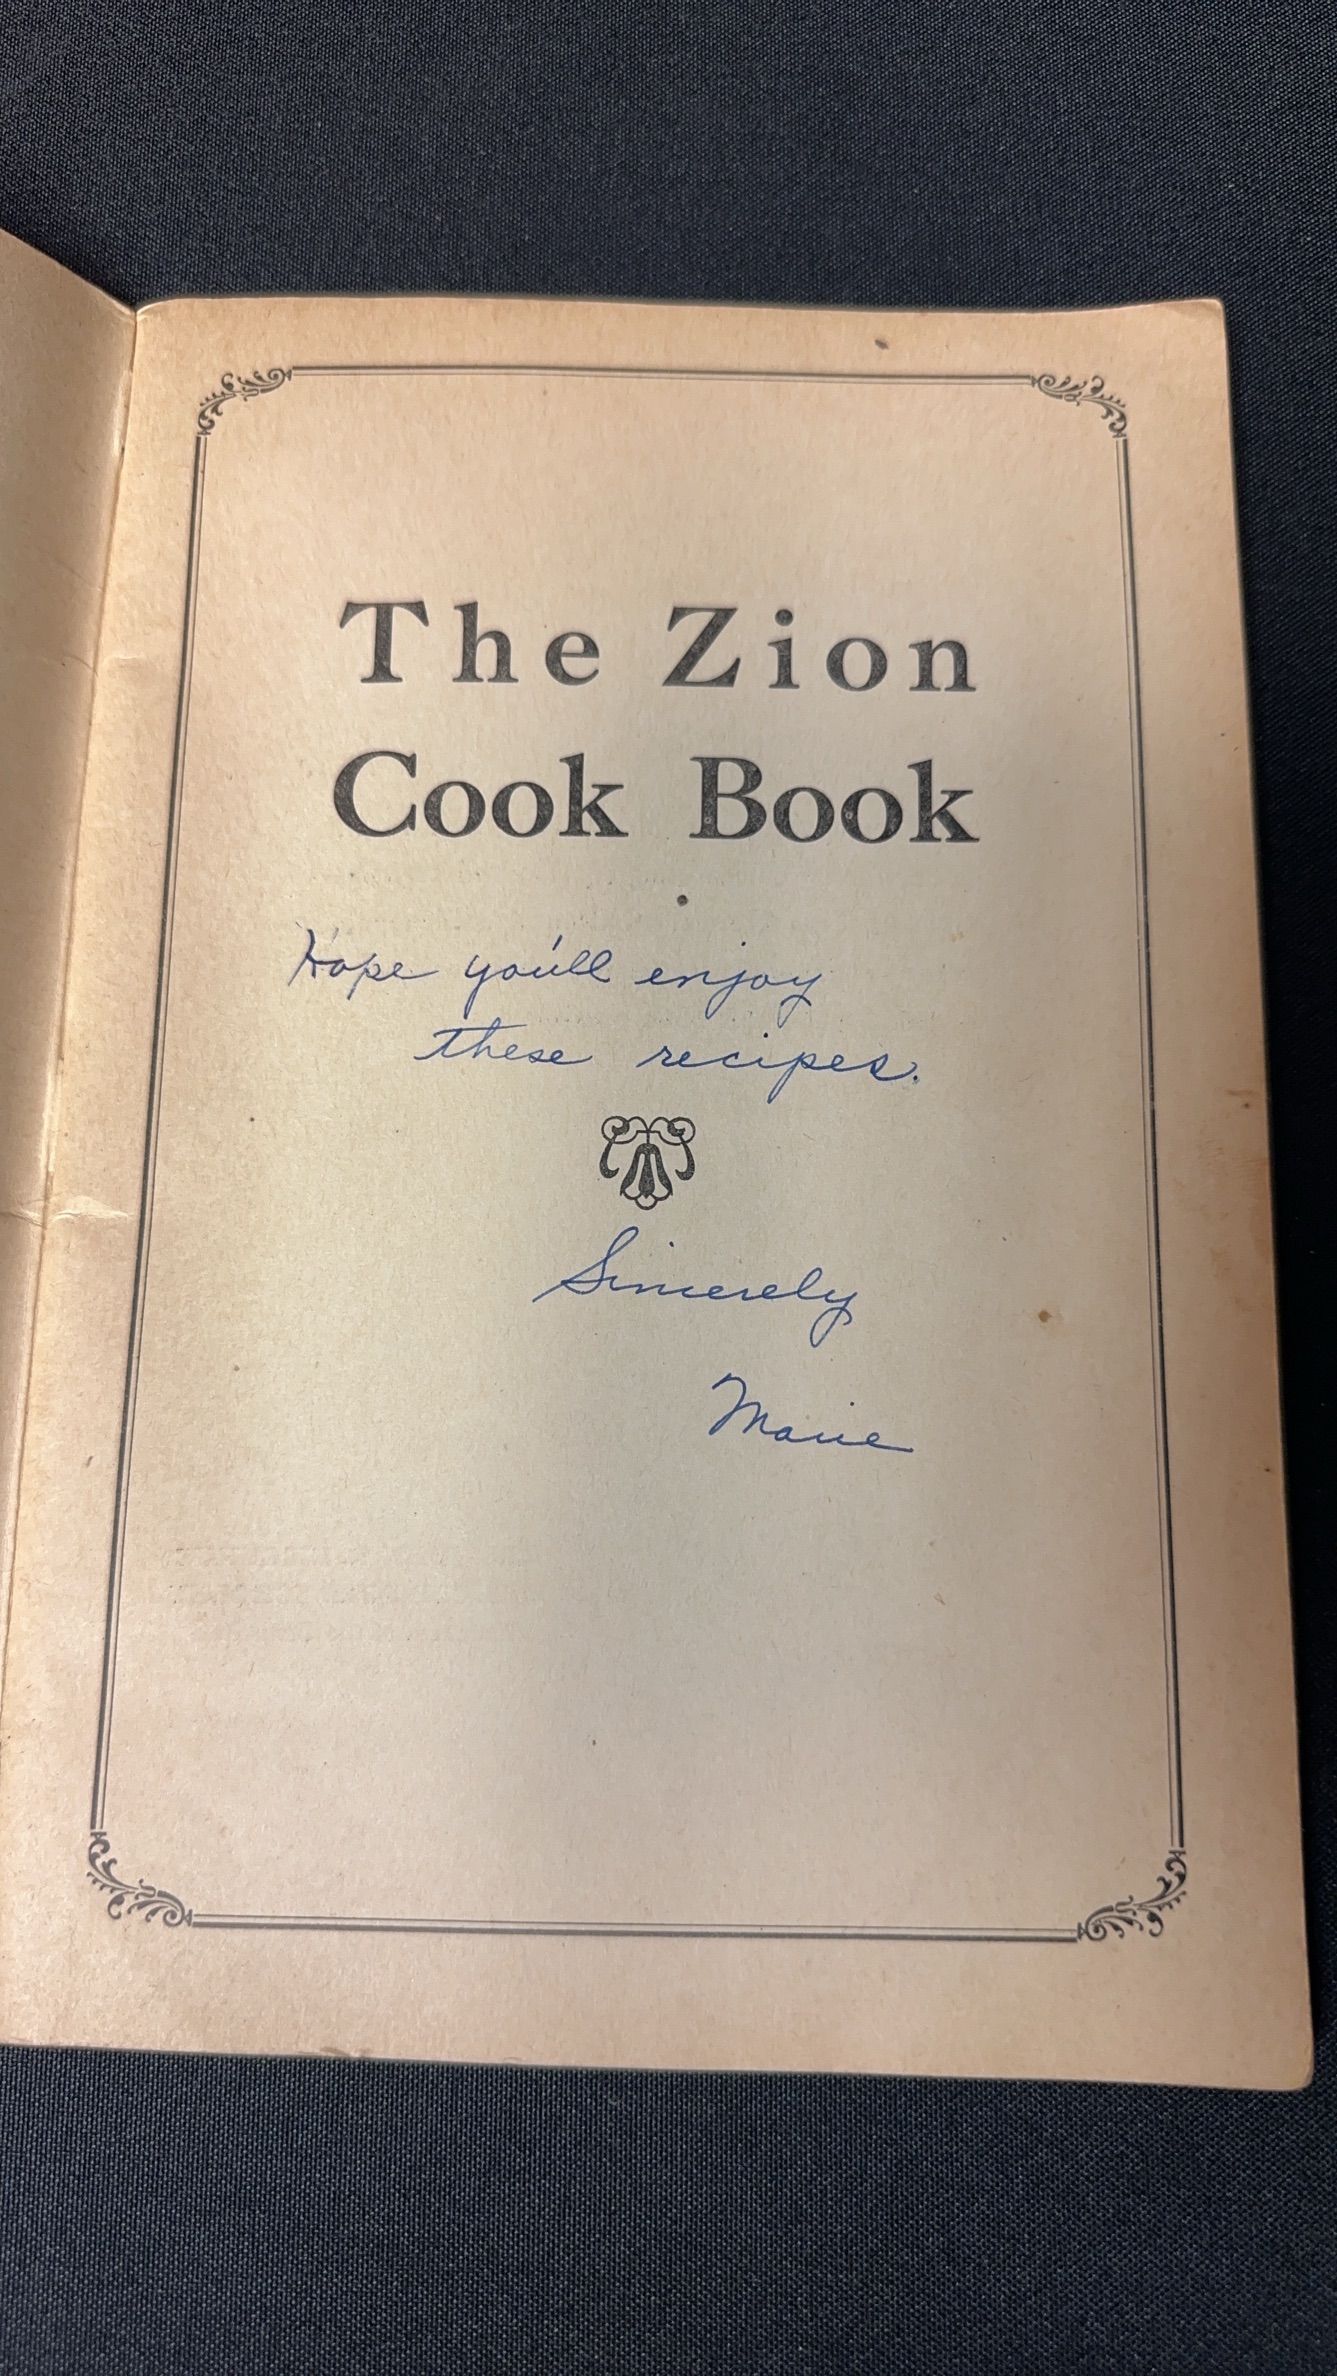 The Zion
Cook Book
Hope you'll enjoy
these recipes.
Sincerely
Marie